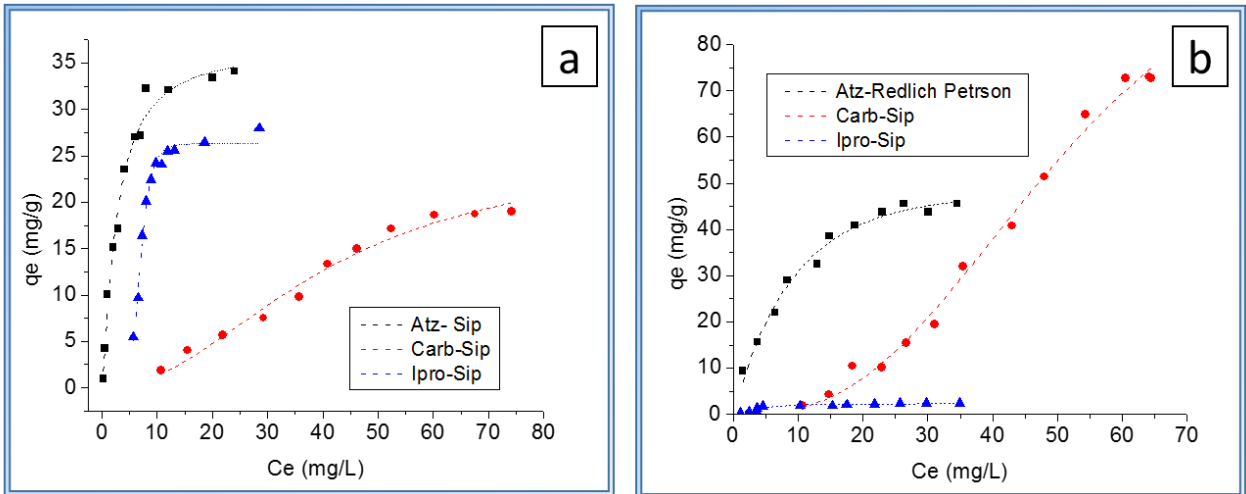 a
35
30
25
20
15
10
5
0
qe (mg/g)
Atz- Sip
Carb-Sip
Ipro-Sip
0 10 20 30 40 50 60 70 80
Ce (mg/L)
b
80
70
60
50
40
30
20
10
0
qe (mg/g)
Atz-Redlich Petrson
Carb-Sip
Ipro-Sip
0 10 20 30 40 50 60 70
Ce (mg/L)